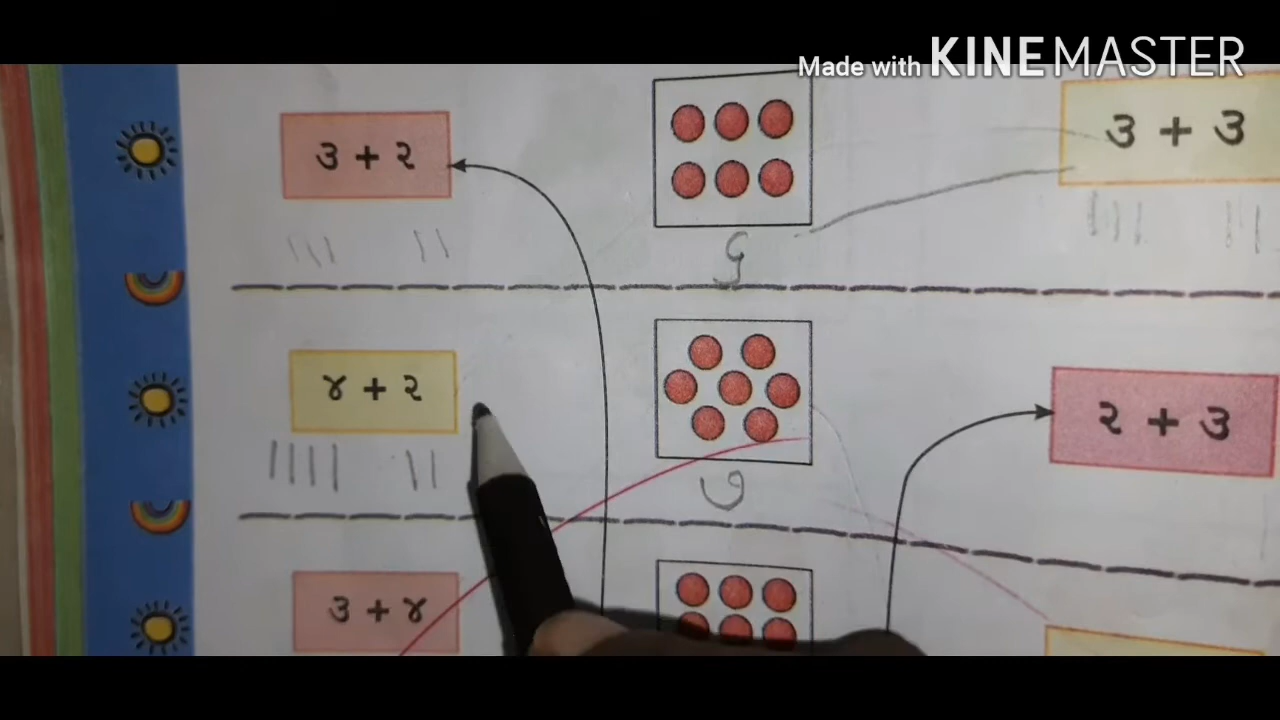 Made with KINEMASTER
૩ + ૨
૩ + ૩
૬
૪ + ૨
૨ + ૩
૭
૩ + ૪